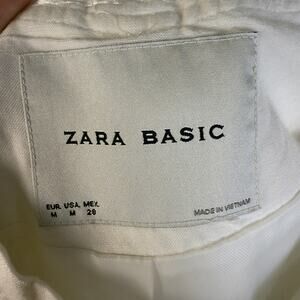 ZARA BASIC
EUR. USA. MEX.
M M 28
MADE IN VIETNAM